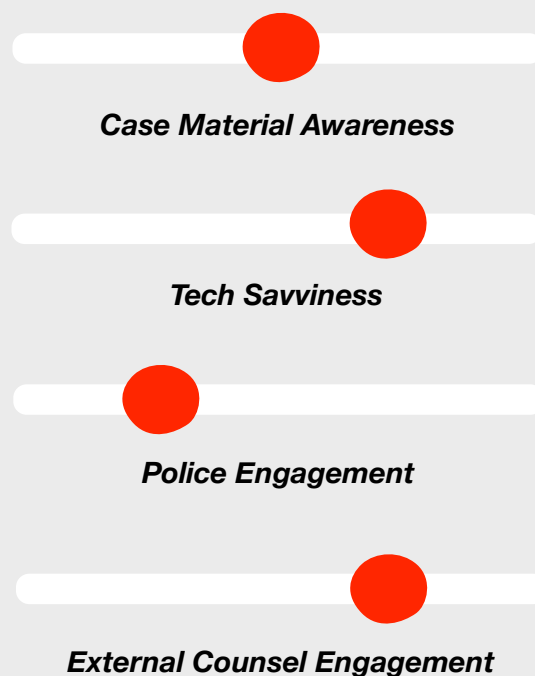 Case Material Awareness
Tech Savviness
Police Engagement
External Counsel Engagement